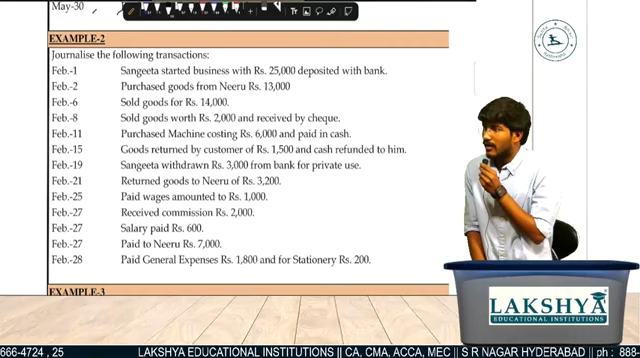 May-30
EXAMPLE-2
Journalise the following transactions:
Feb.-1 Sangeeta started business with Rs. 25,000 deposited with bank.
Feb.-2 Purchased goods from Neeru Rs. 13,000
Feb.-6 Sold goods for Rs. 14,000.
Feb.-8 Sold goods worth Rs. 2,000 and received by cheque.
Feb.-11 Purchased Machine costing Rs. 6,000 and paid in cash.
Feb.-15 Goods returned by customer of Rs. 1,500 and cash refunded to him.
Feb.-19 Sangeeta withdrawn Rs. 3,000 from bank for private use.
Feb.-21 Returned goods to Neeru of Rs. 3,200.
Feb.-25 Paid wages amounted to Rs. 1,000.
Feb.-27 Received commission Rs. 2,000.
Feb.-27 Salary paid Rs. 600.
Feb.-27 Paid to Neeru Rs. 7,000.
Feb.-28 Paid General Expenses Rs. 1,800 and for Stationery Rs. 200.
EXAMPLE-3
Tr
LAKSHYA
EDUCATIONAL INSTITUTIONS
666-4724 , 25 LAKSHYA EDUCATIONAL INSTITUTIONS || CA, CMA, ACCA, MEC || S R NAGAR HYDERABAD || ph : 888-